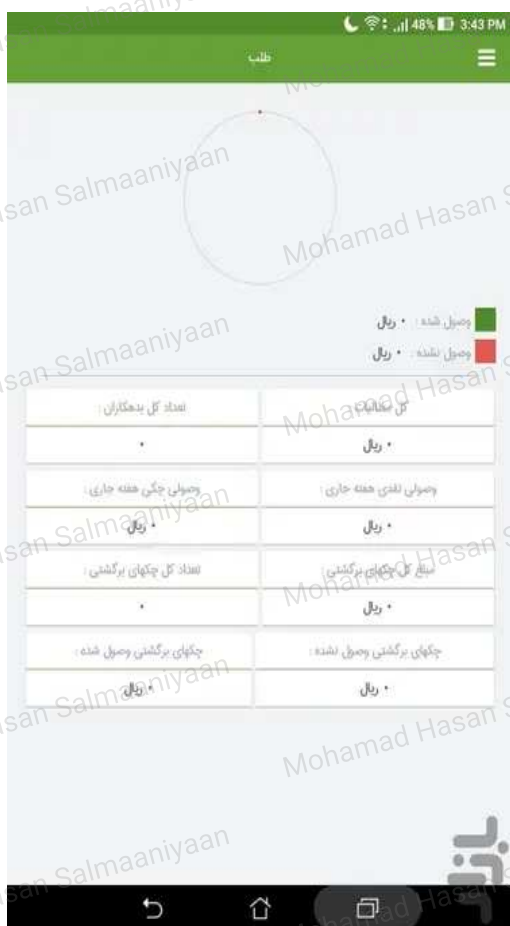 48% 3:43 PM
طلب
وصول شده : ۰ ریال
وصول نشده : ۰ ریال
کل مطالبات : تعداد کل بدهکاران :
۰ ریال ۰
وصولی نقدی هفته جاری : وصولی چکی هفته جاری :
۰ ریال ۰ ریال
مبلغ کل چکهای برگشتی : تعداد کل چکهای برگشتی :
۰ ریال ۰
چکهای برگشتی وصول نشده : چکهای برگشتی وصول شده :
۰ ریال ۰ ریال
بازار
Mohamad Hasan Salmaaniyaan